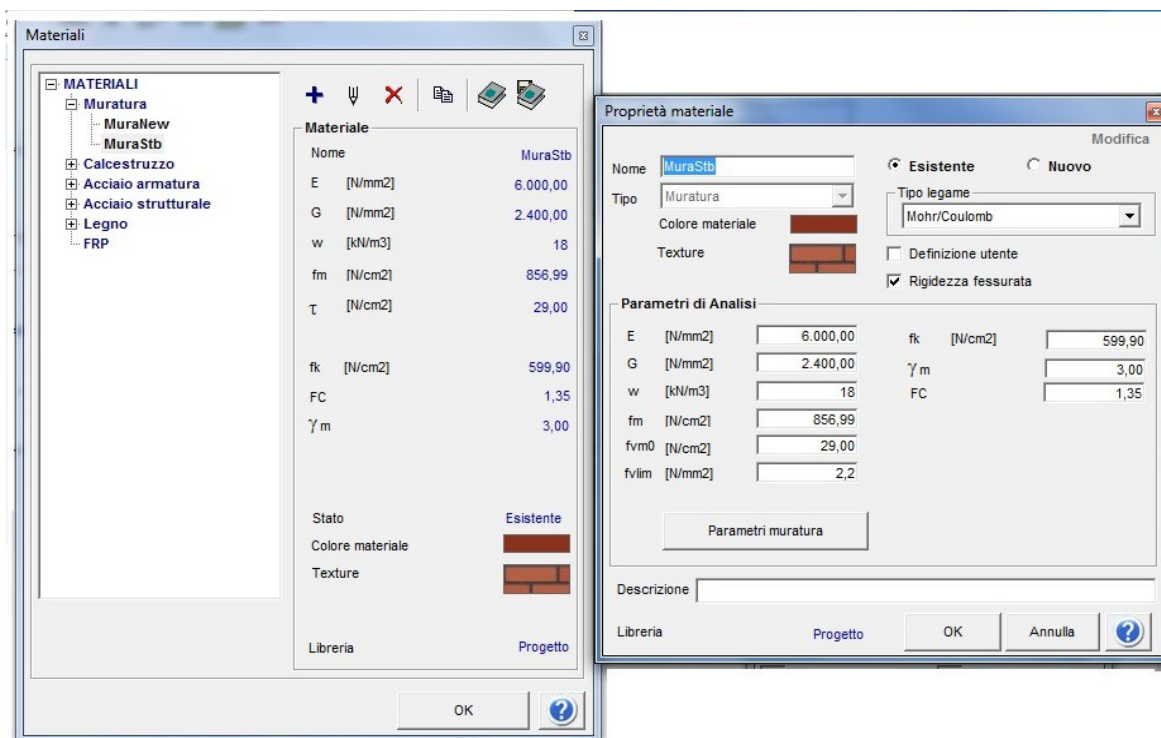 Materiali
MATERIALI
Muratura
MuraNew
MuraStb
Calcestruzzo
Acciaio armatura
Acciaio strutturale
Legno
FRP
Materiale
Nome MuraStb
E [N/mm2] 6.000,00
G [N/mm2] 2.400,00
w [kN/m3] 18
fm [N/cm2] 856,99
τ [N/cm2] 29,00
fk [N/cm2] 599,90
FC 1,35
γ m 3,00
Stato Esistente
Colore materiale
Texture
Libreria Progetto
OK
Proprietà materiale
Modifica
Nome MuraStb
Tipo Muratura
Colore materiale
Texture
Esistente Nuovo
Tipo legame
Mohr/Coulomb
Definizione utente
Rigidezza fessurata
Parametri di Analisi
E [N/mm2] 6.000,00
G [N/mm2] 2.400,00
w [kN/m3] 18
fm [N/cm2] 856,99
fvm0 [N/cm2] 29,00
fvlim [N/mm2] 2,2
fk [N/cm2] 599,90
γ m 3,00
FC 1,35
Parametri muratura
Descrizione
Libreria Progetto
OK Annulla ?
?